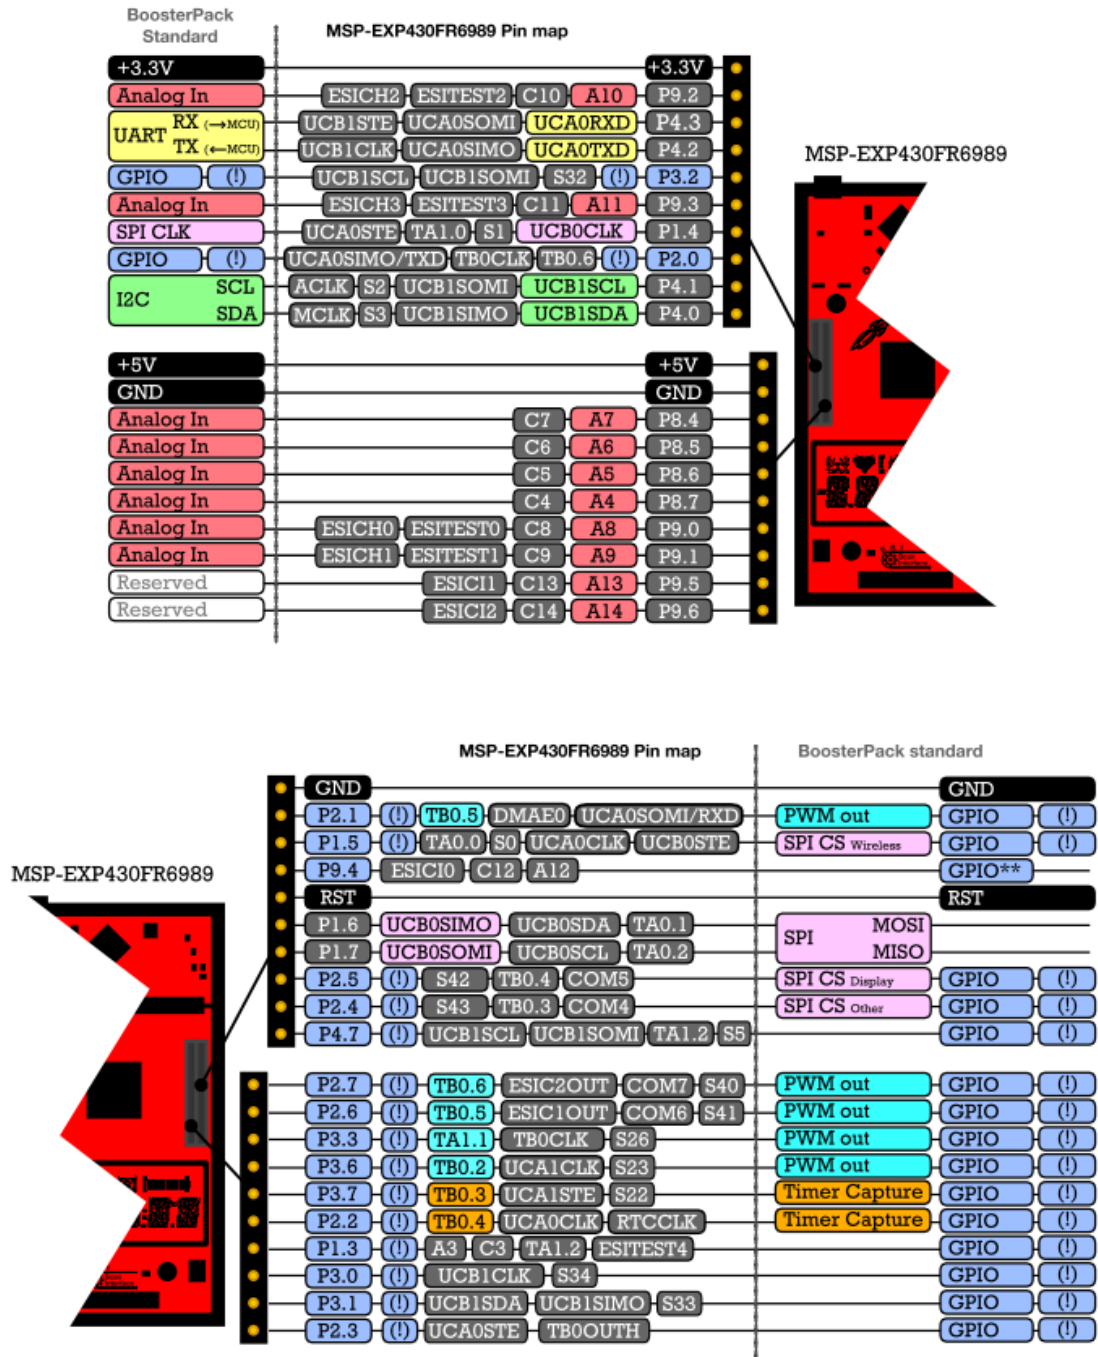 BoosterPack
Standard
MSP-EXP430FR6989 Pin map
+3.3V +3.3V
Analog In ESICH2 ESITEST2 C10 A10 P9.2
UART RX (→MCU) UCB1STE UCA0SOMI UCA0RXD P4.3
TX (←MCU) UCB1CLK UCA0SIMO UCA0TXD P4.2
MSP-EXP430FR6989
GPIO (!) UCB1SCL UCB1SOMI S32 (!) P3.2
Analog In ESICH3 ESITEST3 C11 A11 P9.3
SPI CLK UCA0STE TA1.0 S1 UCB0CLK P1.4
GPIO (!) UCA0SIMO/TXD TB0CLK TB0.6 (!) P2.0
I2C SCL ACLK S2 UCB1SOMI UCB1SCL P4.1
SDA MCLK S3 UCB1SIMO UCB1SDA P4.0
+5V +5V
GND GND
Analog In C7 A7 P8.4
Analog In C6 A6 P8.5
Analog In C5 A5 P8.6
Analog In C4 A4 P8.7
Analog In ESICH0 ESITEST0 C8 A8 P9.0
Analog In ESICH1 ESITEST1 C9 A9 P9.1
Reserved ESICI1 C13 A13 P9.5
Reserved ESICI2 C14 A14 P9.6
MSP-EXP430FR6989 Pin map BoosterPack standard
GND GND
P2.1 (!) TB0.5 DMAE0 UCA0SOMI/RXD PWM out GPIO (!)
P1.5 (!) TA0.0 S0 UCA0CLK UCB0STE SPI CS Wireless GPIO (!)
MSP-EXP430FR6989
P9.4 ESICI0 C12 A12 GPIO**
RST RST
P1.6 UCB0SIMO UCB0SDA TA0.1 SPI MOSI
P1.7 UCB0SOMI UCB0SCL TA0.2 MISO
P2.5 (!) S42 TB0.4 COM5 SPI CS Display GPIO (!)
P2.4 (!) S43 TB0.3 COM4 SPI CS Other GPIO (!)
P4.7 (!) UCB1SCL UCB1SOMI TA1.2 S5 GPIO (!)
P2.7 (!) TB0.6 ESIC2OUT COM7 S40 PWM out GPIO (!)
P2.6 (!) TB0.5 ESIC1OUT COM6 S41 PWM out GPIO (!)
P3.3 (!) TA1.1 TB0CLK S26 PWM out GPIO (!)
P3.6 (!) TB0.2 UCA1CLK S23 PWM out GPIO (!)
P3.7 (!) TB0.3 UCA1STE S22 Timer Capture GPIO (!)
P2.2 (!) TB0.4 UCA0CLK RTCCLK Timer Capture GPIO (!)
P1.3 (!) A3 C3 TA1.2 ESITEST4 GPIO (!)
P3.0 (!) UCB1CLK S34 GPIO (!)
P3.1 (!) UCB1SDA UCB1SIMO S33 GPIO (!)
P2.3 (!) UCA0STE TB0OUTH GPIO (!)